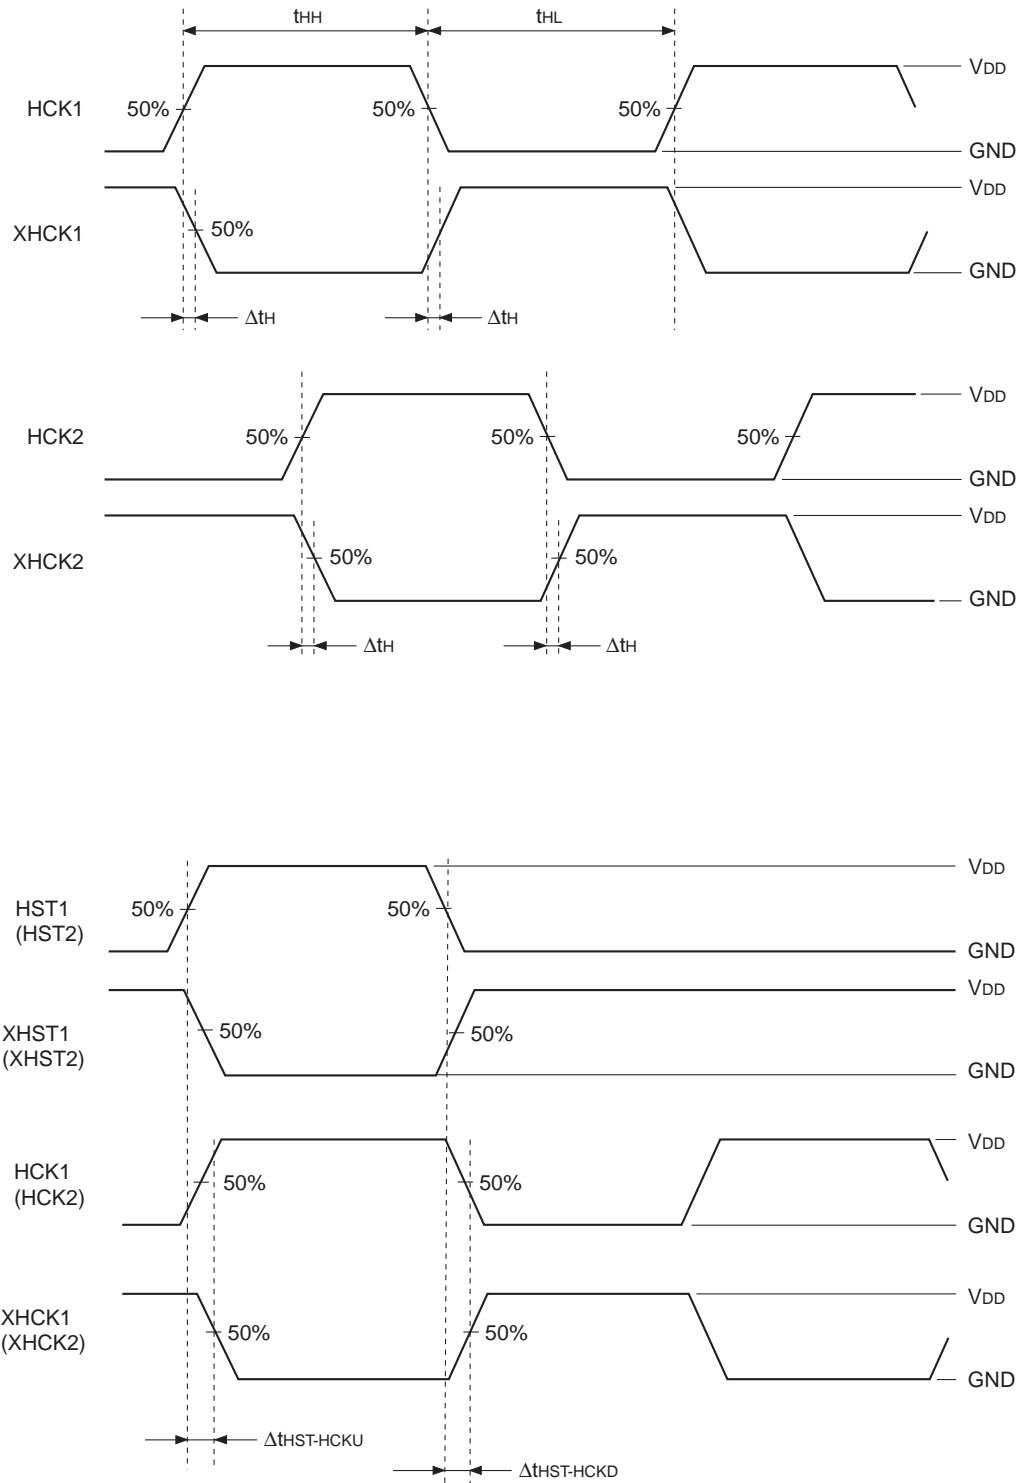 tHH tHL
VDD
HCK1 50% 50% 50%
GND
VDD
XHCK1 50%
GND
ΔtH ΔtH
VDD
HCK2 50% 50% 50%
GND
VDD
XHCK2 50% 50%
GND
ΔtH ΔtH
VDD
HST1 50% 50%
(HST2)
GND
VDD
XHST1 50% 50%
(XHST2)
GND
VDD
HCK1 50% 50%
(HCK2)
GND
VDD
XHCK1 50% 50%
(XHCK2)
GND
ΔtHST-HCKU
ΔtHST-HCKD